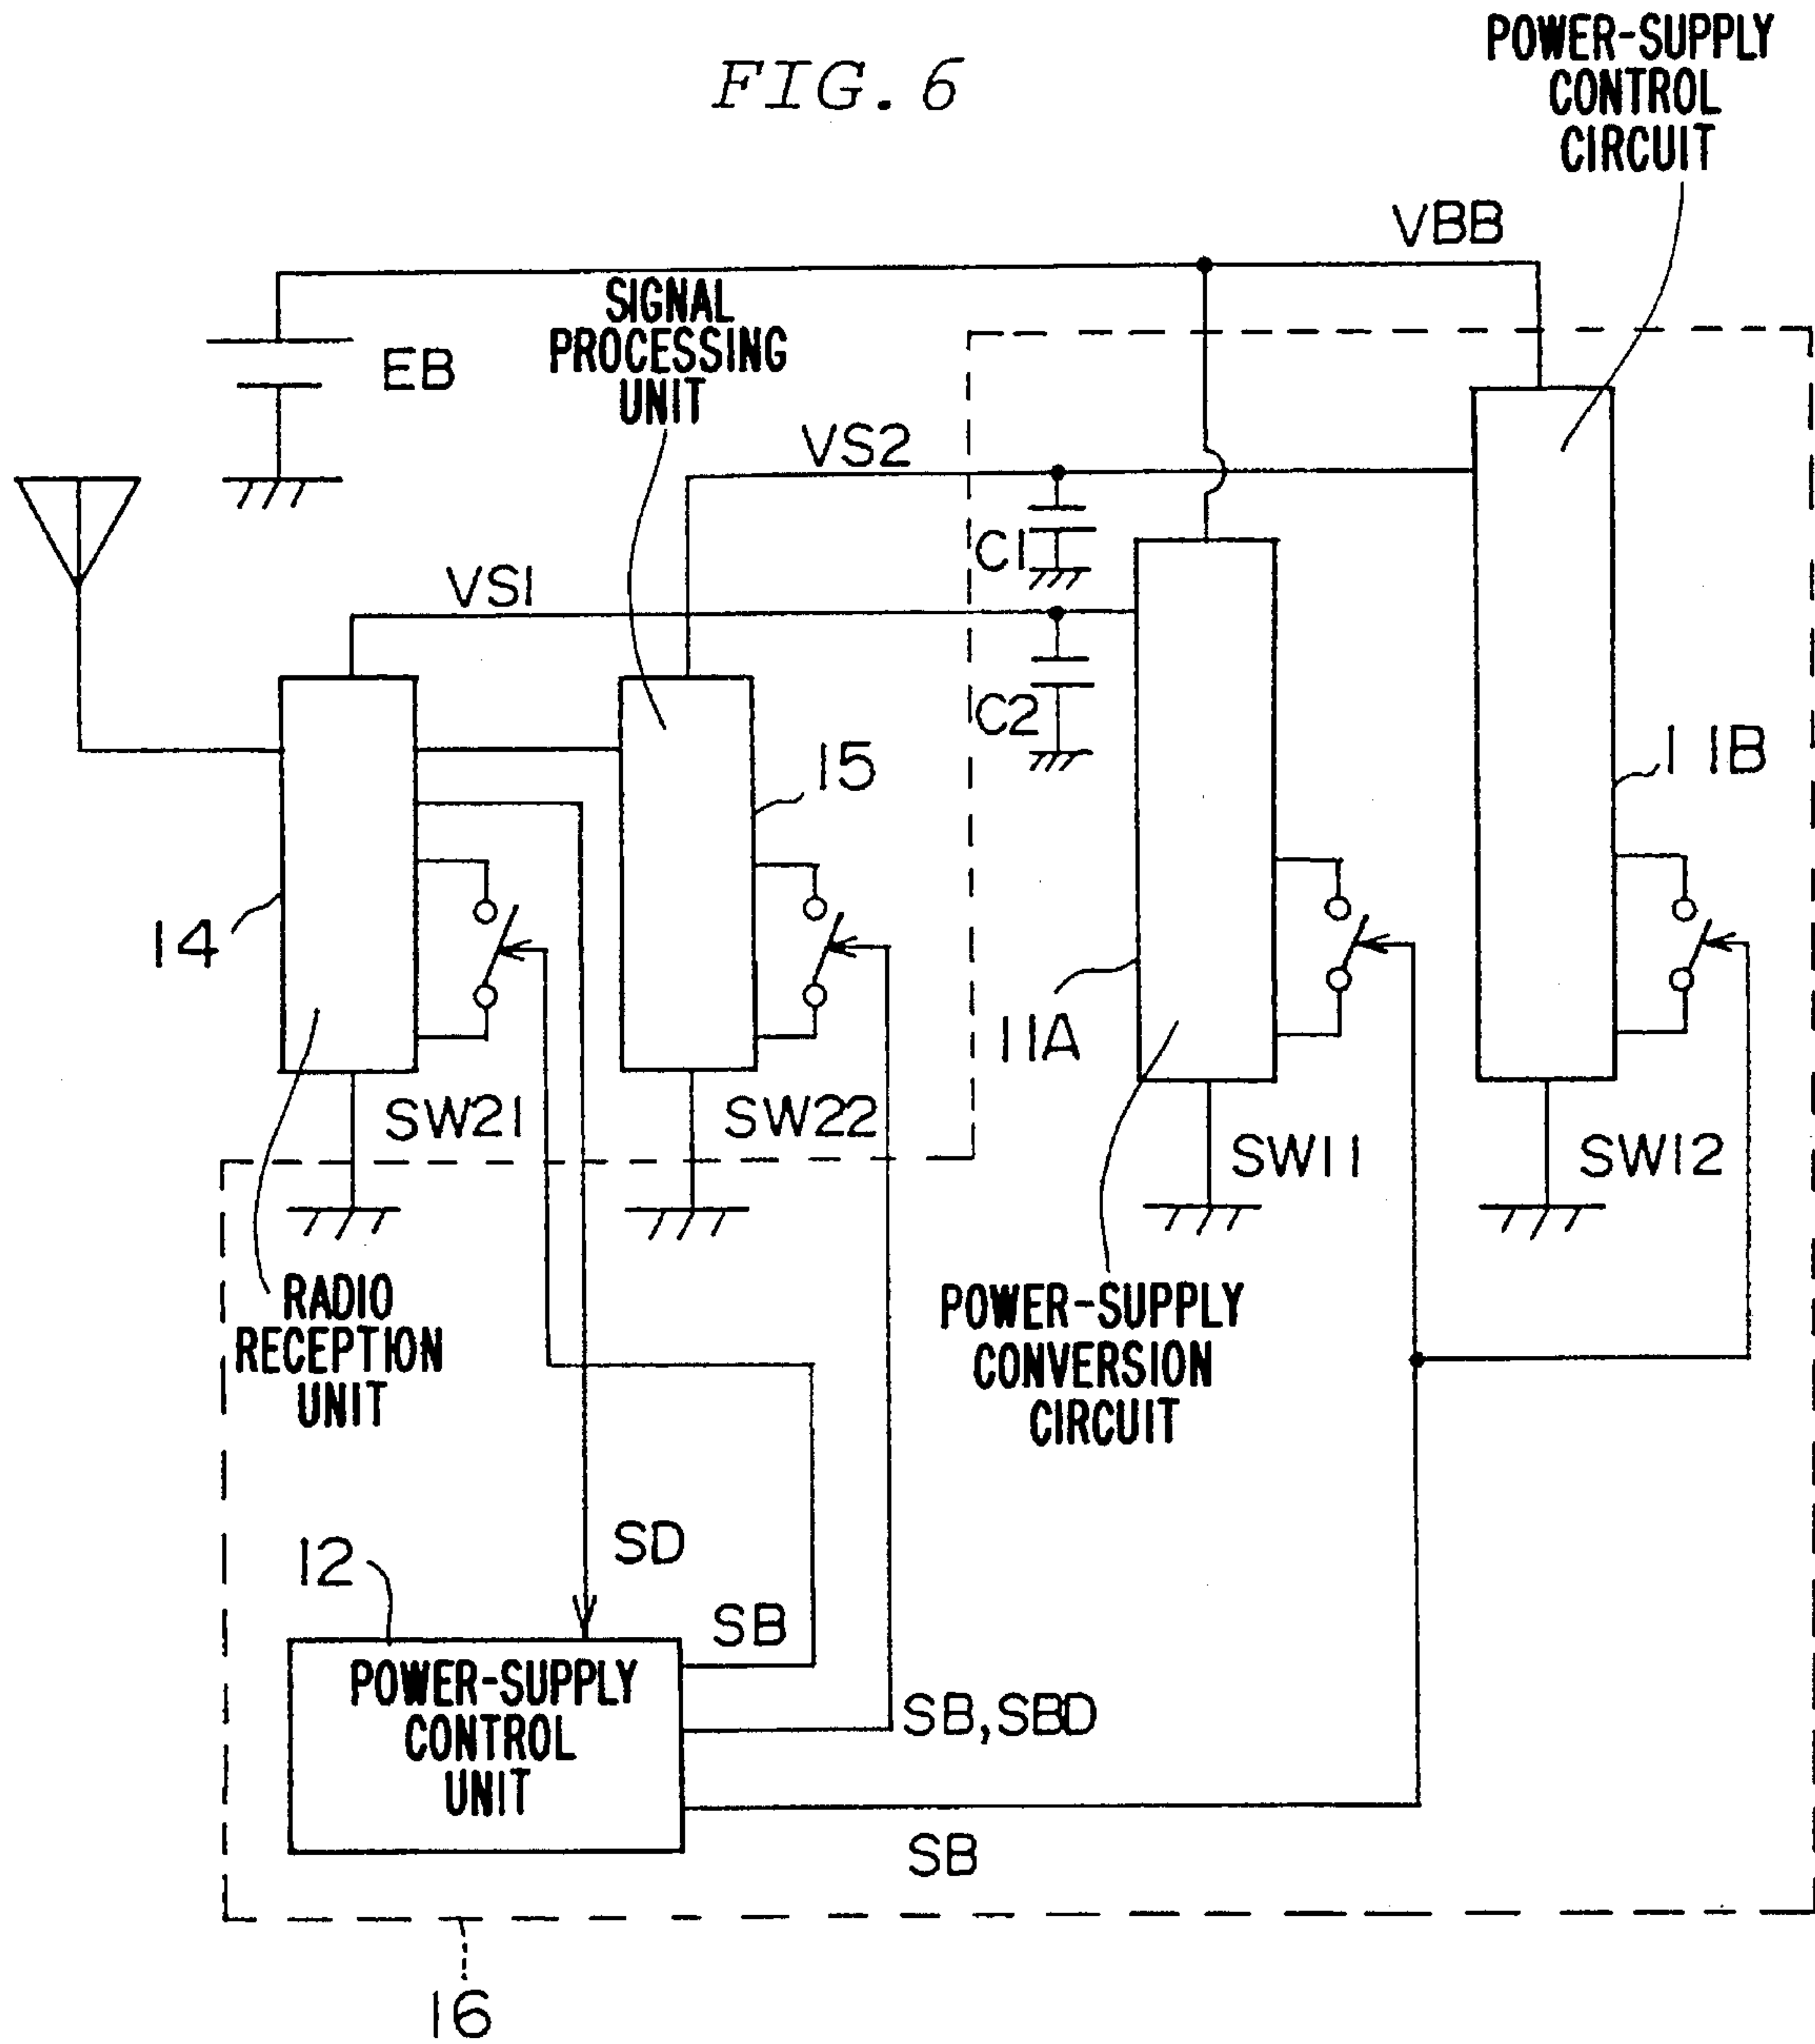 FIG. 6
POWER-SUPPLY
CONTROL
CIRCUIT
VBB
SIGNAL
PROCESSING
UNIT
EB
VS2
C1
VS1
C2
15
11B
14
11A
SW21
SW22
SW11
SW12
RADIO
RECEPTION
UNIT
POWER-SUPPLY
CONVERSION
CIRCUIT
SD
12
SB
POWER-SUPPLY
CONTROL
UNIT
SB,SBD
SB
16